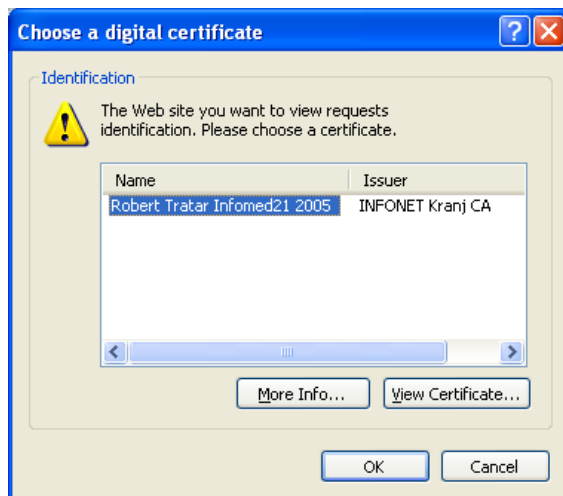 Choose a digital certificate
Identification
The Web site you want to view requests
identification. Please choose a certificate.
Name Issuer
Robert Tratar Infomed21 2005 INFONET Kranj CA
More Info... View Certificate...
OK Cancel